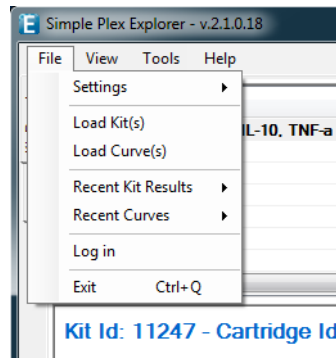 Simple Plex Explorer - v.2.1.0.18
File View Tools Help
Settings
IL-10, TNF-a
Load Kit(s)
Load Curve(s)
Recent Kit Results
Recent Curves
Log in
Exit Ctrl+Q
Kit Id: 11247 - Cartridge Id